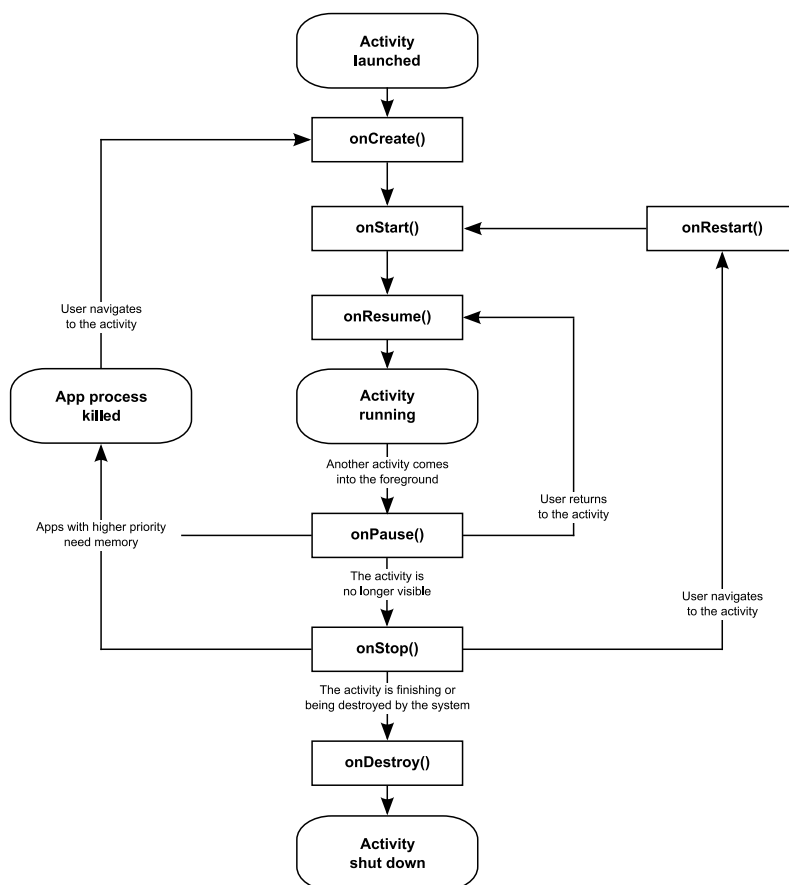 Activity
launched
onCreate()
onStart()
onRestart()
onResume()
User navigates
to the activity
App process
killed
Activity
running
Another activity comes
into the foreground
User returns
to the activity
Apps with higher priority
need memory
onPause()
The activity is
no longer visible
User navigates
to the activity
onStop()
The activity is finishing or
being destroyed by the system
onDestroy()
Activity
shut down